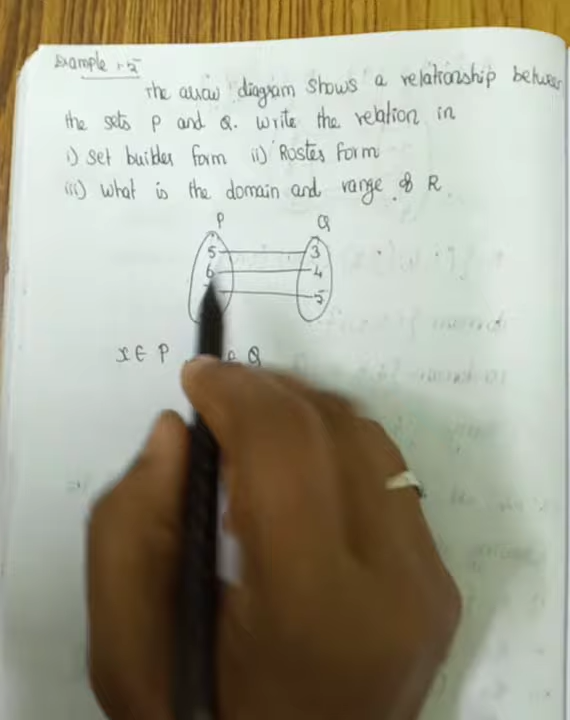 Example 1.5
The arrow diagram shows a relationship between
the sets P and Q. Write the relation in
i) Set builder form ii) Roster form
iii) What is the domain and range of R
P Q
5 3
6 4
5
x ∈ P ∈ Q